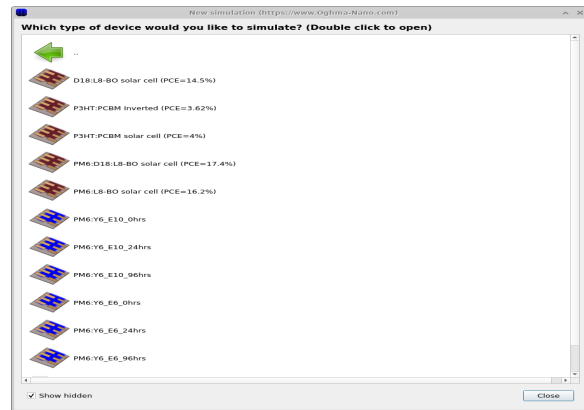 New simulation (https://www.Oghma-Nano.com)
Which type of device would you like to simulate? (Double click to open)
..
D18:L8-BO solar cell (PCE=14.5%)
P3HT:PCBM Inverted (PCE=3.62%)
P3HT:PCBM solar cell (PCE=4%)
PM6:D18:L8-BO solar cell (PCE=17.4%)
PM6:L8-BO solar cell (PCE=16.2%)
PM6:Y6_E10_0hrs
PM6:Y6_E10_24hrs
PM6:Y6_E10_96hrs
PM6:Y6_E6_0hrs
PM6:Y6_E6_24hrs
PM6:Y6_E6_96hrs
Show hidden
Close